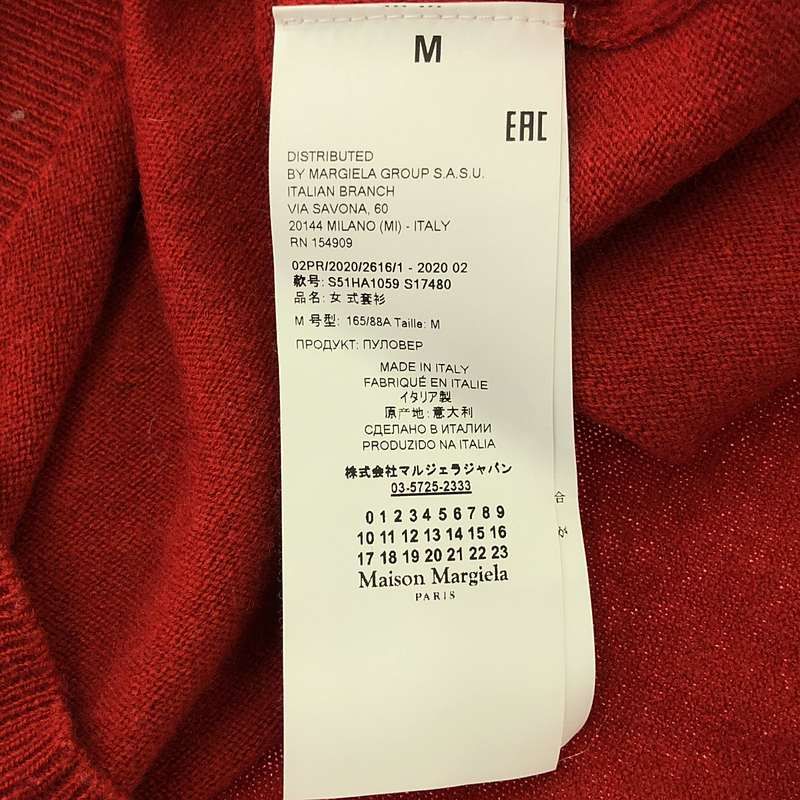 M
EAC
DISTRIBUTED
BY MARGIELA GROUP S.A.S.U.
ITALIAN BRANCH
VIA SAVONA, 60
20144 MILANO (MI) - ITALY
RN 154909
02PR/2020/2616/1 - 2020 02
款号: S51HA1059 S17480
品名: 女 式套衫
M 号型: 165/88A Taille: M
ПРОДУКТ: ПУЛОВЕР
MADE IN ITALY
FABRIQUÉ EN ITALIE
イタリア製
原产地: 意大利
СДЕЛАНО В ИТАЛИИ
PRODUZIDO NA ITALIA
株式会社マルジェラジャパン
03-5725-2333
0 1 2 3 4 5 6 7 8 9
10 11 12 13 14 15 16
17 18 19 20 21 22 23
Maison Margiela
PARIS
合
が